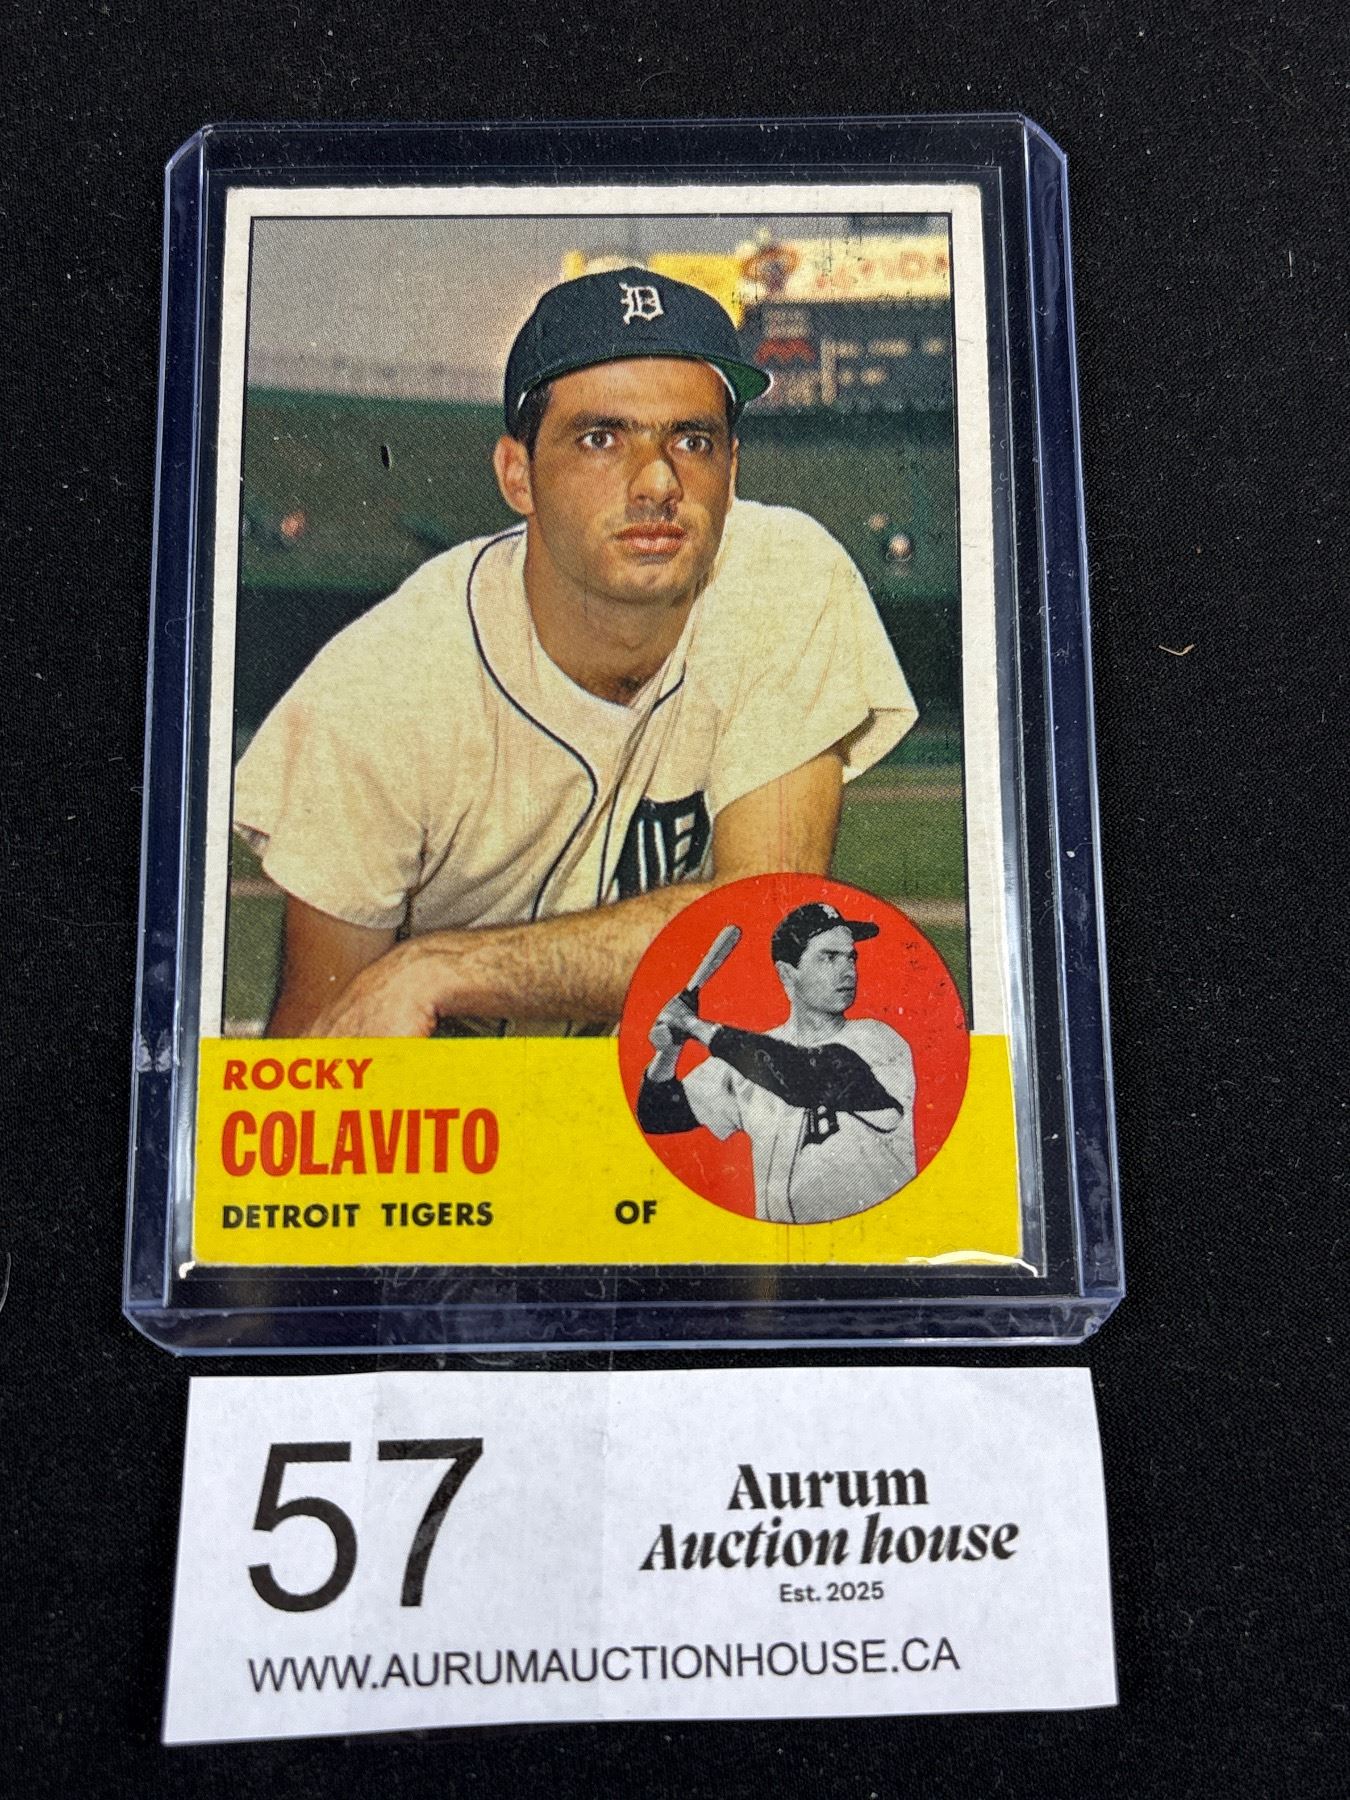 D
ROCKY
COLAVITO
DETROIT TIGERS OF
57
Aurum
Auction house
Est. 2025
WWW.AURUMAUCTIONHOUSE.CA